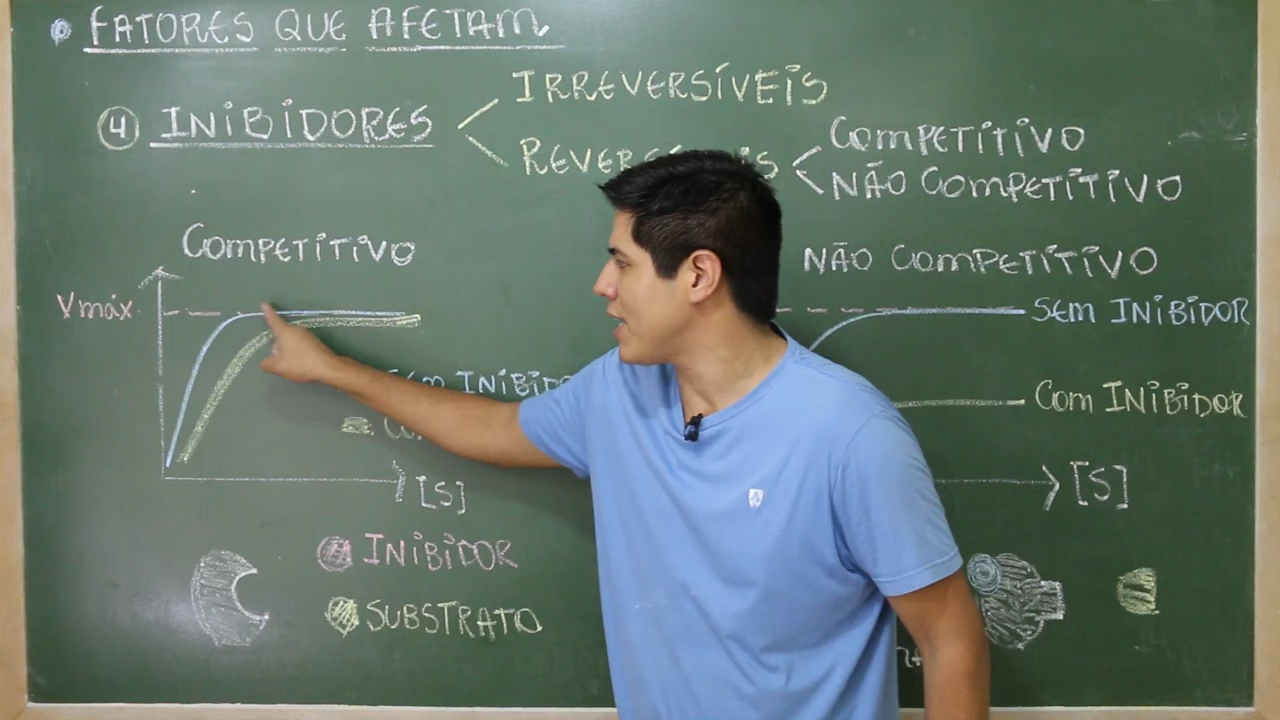 FATORES QUE AFETAM
4 INIBIDORES
IRREVERSÍVEIS
COMPETITIVO
NÃO COMPETITIVO
COMPETITIVO
NÃO COMPETITIVO
Vmáx
SEM INIBIDOR
SEM
COM INIBIDOR
[S]
[S]
INIBIDOR
SUBSTRATO